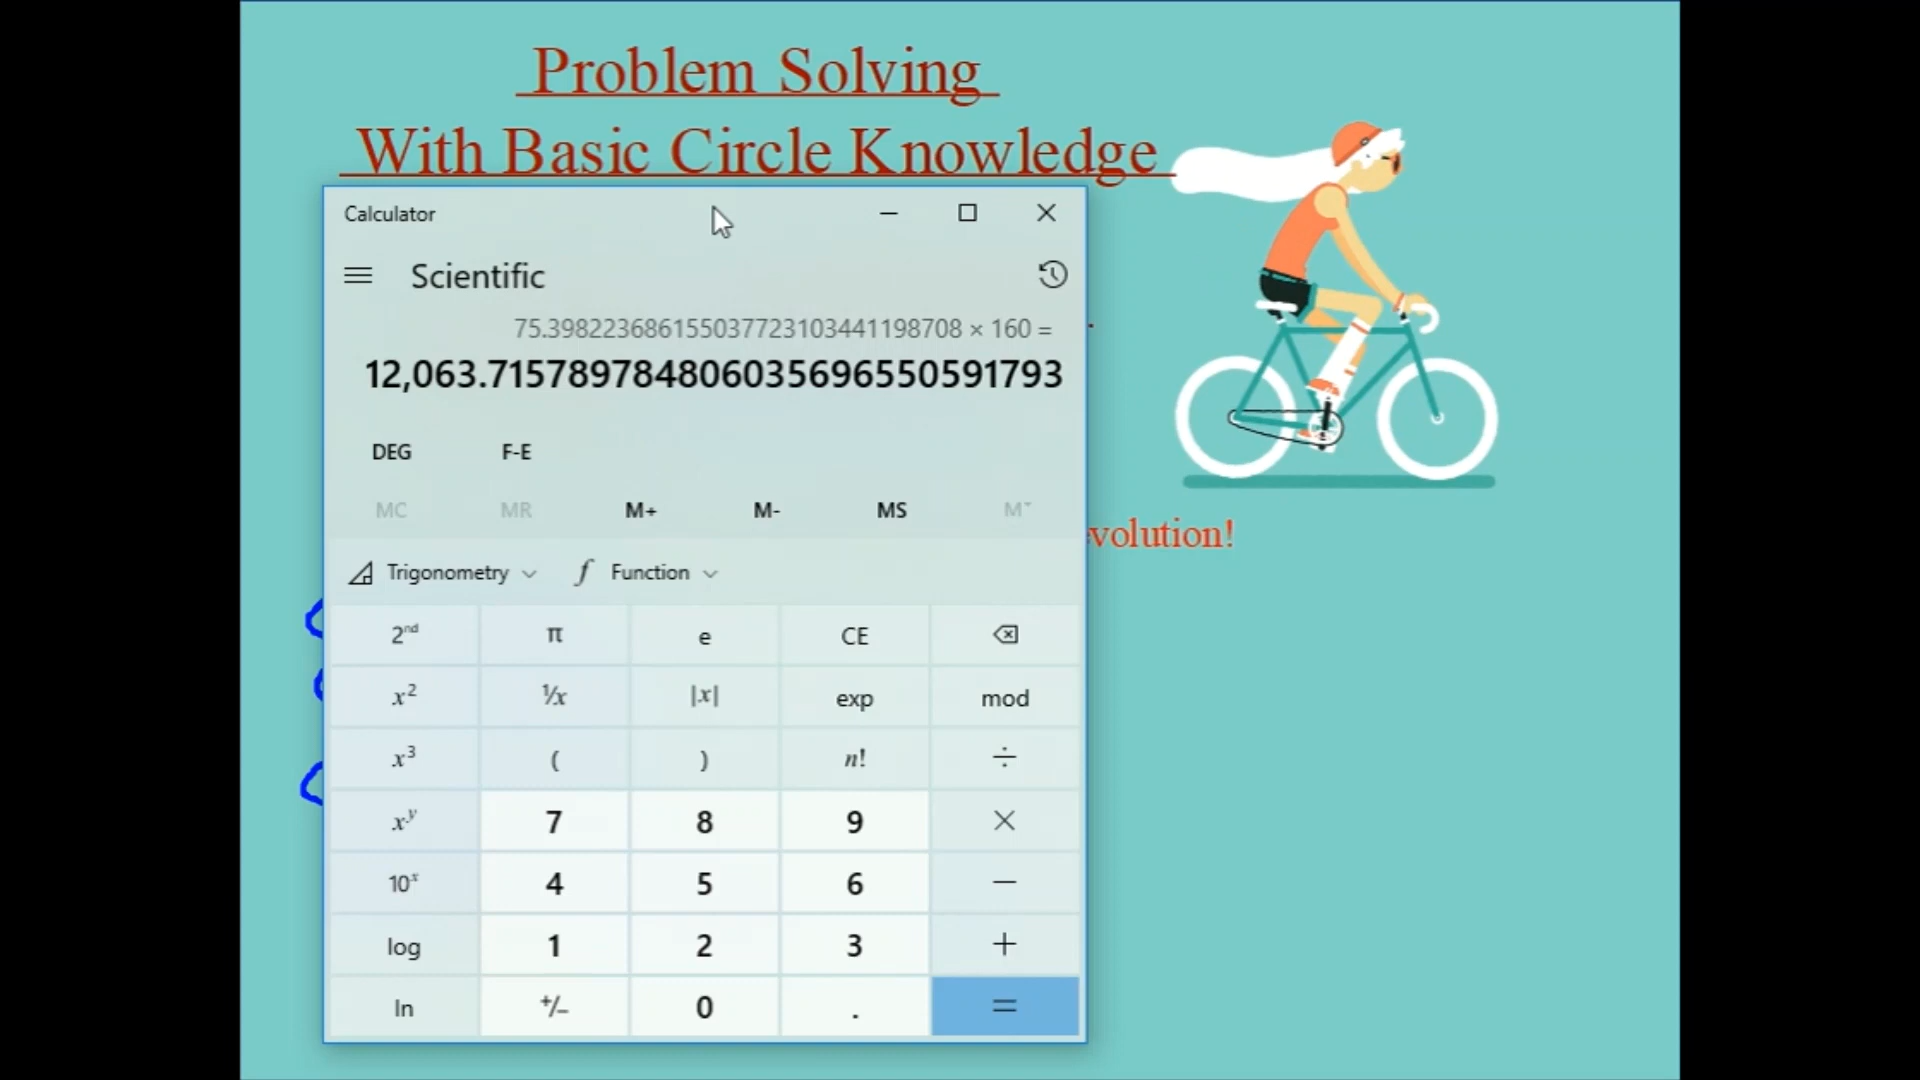 Problem Solving
With Basic Circle Knowledge
Calculator
Scientific
75.398223686155037723103441198708 × 160 =
12,063.715789784806035696550591793
DEG F-E
MC MR M+ M- MS M˅
volution!
Trigonometry Function
2ⁿᵈ π e CE
x² ¹/x |x| exp mod
x³ ( ) n! ÷
xʸ 7 8 9 ×
10ˣ 4 5 6 −
log 1 2 3 +
ln +/− 0 . =